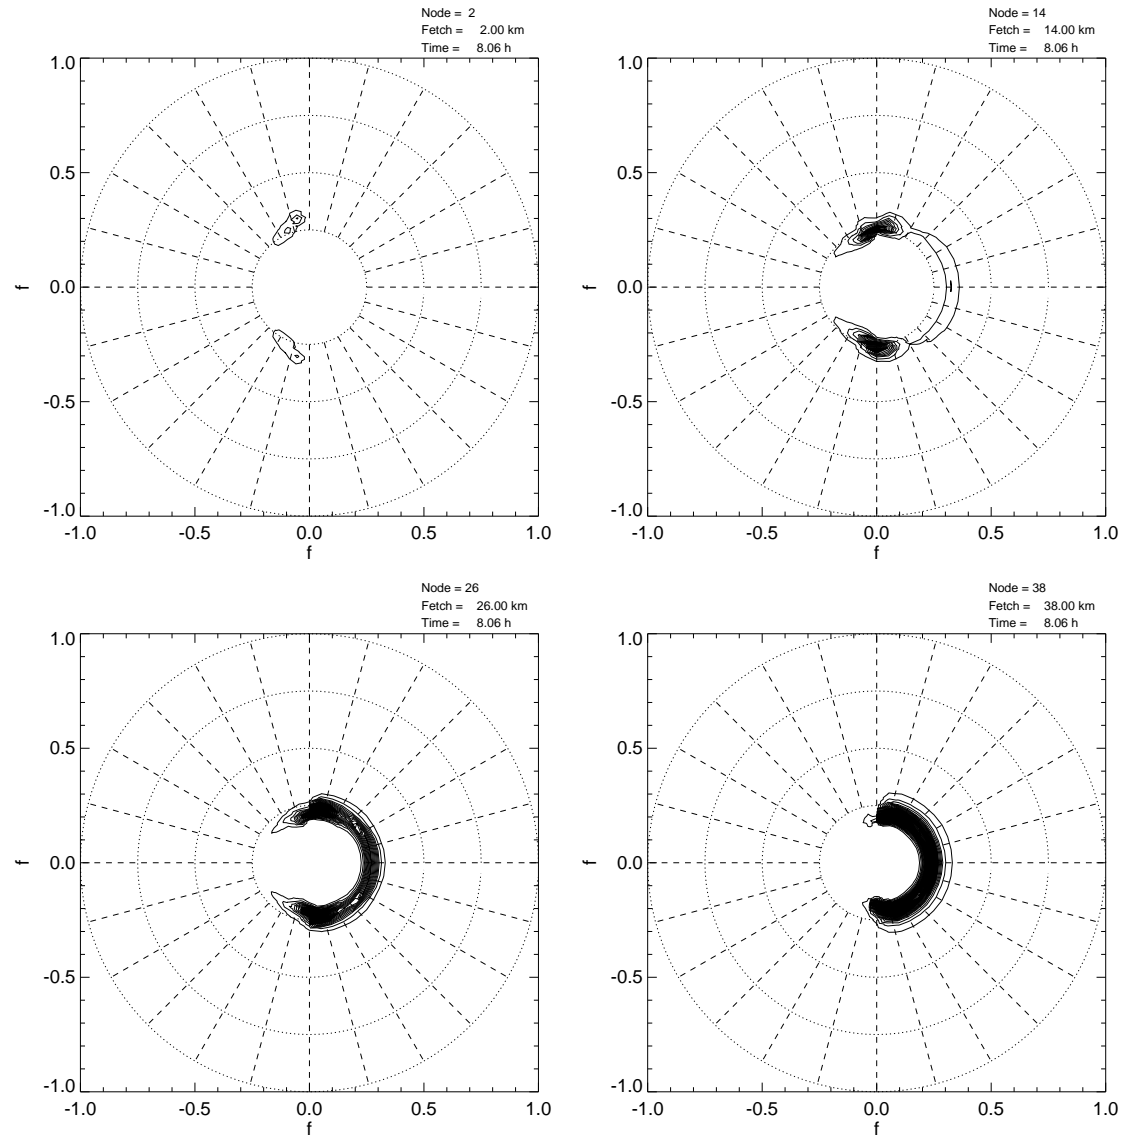 Node = 2
Fetch = 2.00 km
Time = 8.06 h
1.0
0.5
0.0
-0.5
-1.0
f
-1.0 -0.5 0.0 0.5 1.0
f
Node = 14
Fetch = 14.00 km
Time = 8.06 h
1.0
0.5
0.0
-0.5
-1.0
f
-1.0 -0.5 0.0 0.5 1.0
f
Node = 26
Fetch = 26.00 km
Time = 8.06 h
1.0
0.5
0.0
-0.5
-1.0
f
-1.0 -0.5 0.0 0.5 1.0
f
Node = 38
Fetch = 38.00 km
Time = 8.06 h
1.0
0.5
0.0
-0.5
-1.0
f
-1.0 -0.5 0.0 0.5 1.0
f